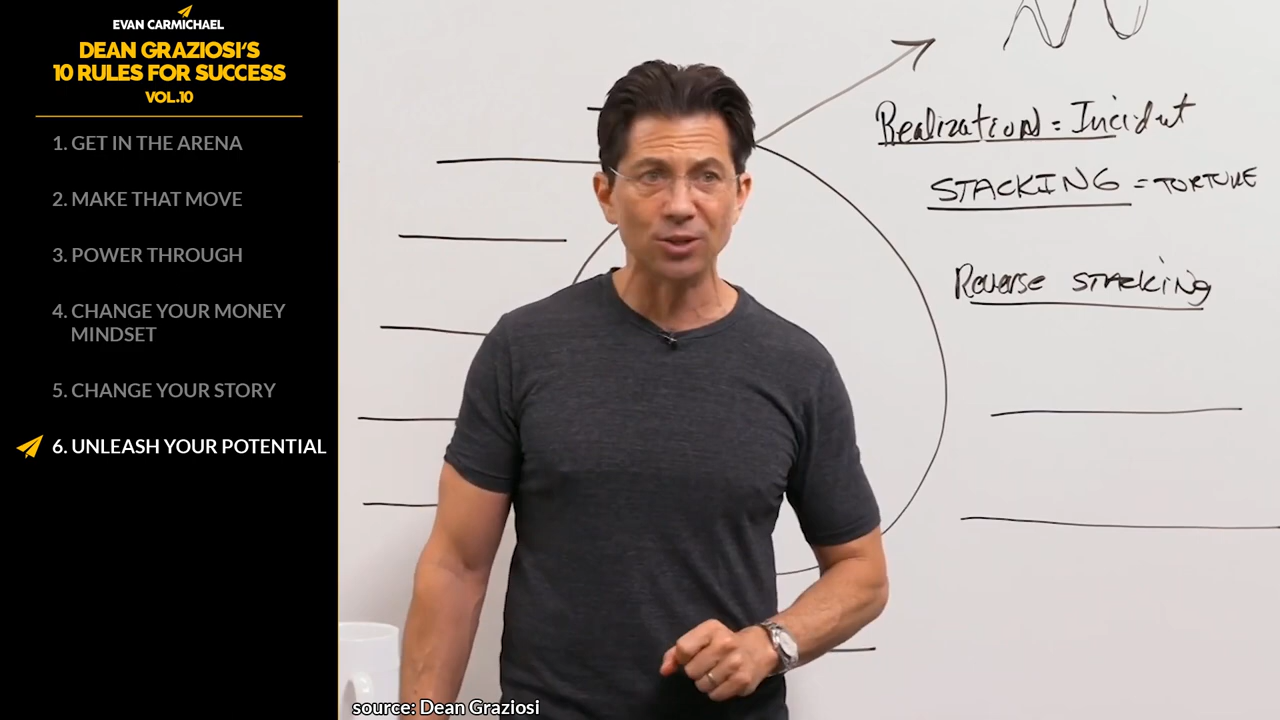 EVAN CARMICHAEL
DEAN GRAZIOSI'S
10 RULES FOR SUCCESS
VOL.10
1. GET IN THE ARENA
2. MAKE THAT MOVE
3. POWER THROUGH
4. CHANGE YOUR MONEY
MINDSET
5. CHANGE YOUR STORY
6. UNLEASH YOUR POTENTIAL
Realization = Incident
STACKING = TORTURE
Reverse STACKING
source: Dean Graziosi